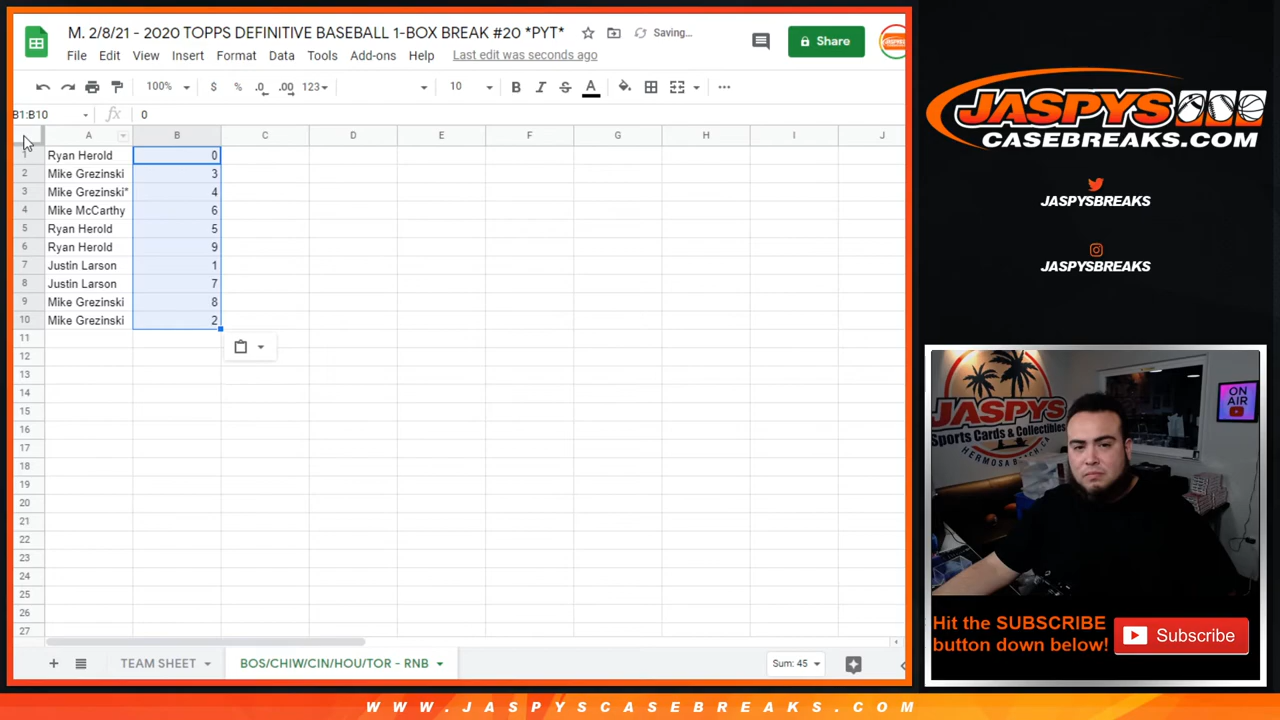 M. 2/8/21 - 2020 TOPPS DEFINITIVE BASEBALL 1-BOX BREAK #20 *PYT*
Saving...
Share
File Edit View Insert Format Data Tools Add-ons Help Last edit was seconds ago
100% $ % .0 .00 123 10 B I S A
B1:B10 fx 0
A B C D E F G H I J
1 Ryan Herold 0
2 Mike Grezinski 3
3 Mike Grezinski* 4
4 Mike McCarthy 6
5 Ryan Herold 5
6 Ryan Herold 9
7 Justin Larson 1
8 Justin Larson 7
9 Mike Grezinski 8
10 Mike Grezinski 2
11
12
13
14
15
16
17
18
19
20
21
22
23
24
25
26
27
TEAM SHEET BOS/CHIW/CIN/HOU/TOR - RNB Sum: 45
JASPYS
CASEBREAKS.COM
JASPYSBREAKS
JASPYSBREAKS
JASPYS
Sports Cards & Collectibles
HERMOSA BEACH, CA
ON
AIR
Hit the SUBSCRIBE
button down below!
Subscribe
WWW.JASPYSCASEBREAKS.COM